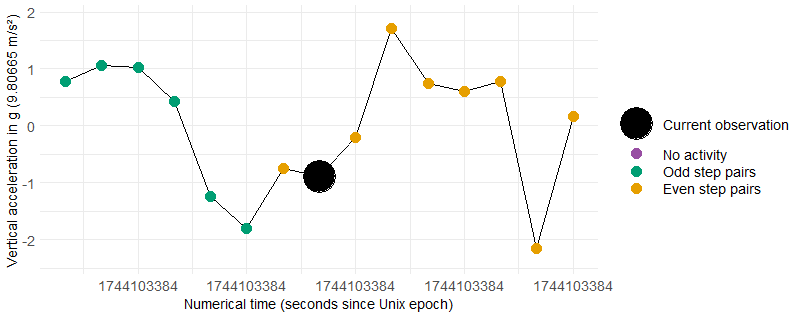 Vertical acceleration in g (9.80665 m/s²)
2
1
0
-1
-2
1744103384 1744103384 1744103384 1744103384 1744103384
Numerical time (seconds since Unix epoch)
Current observation
No activity
Odd step pairs
Even step pairs